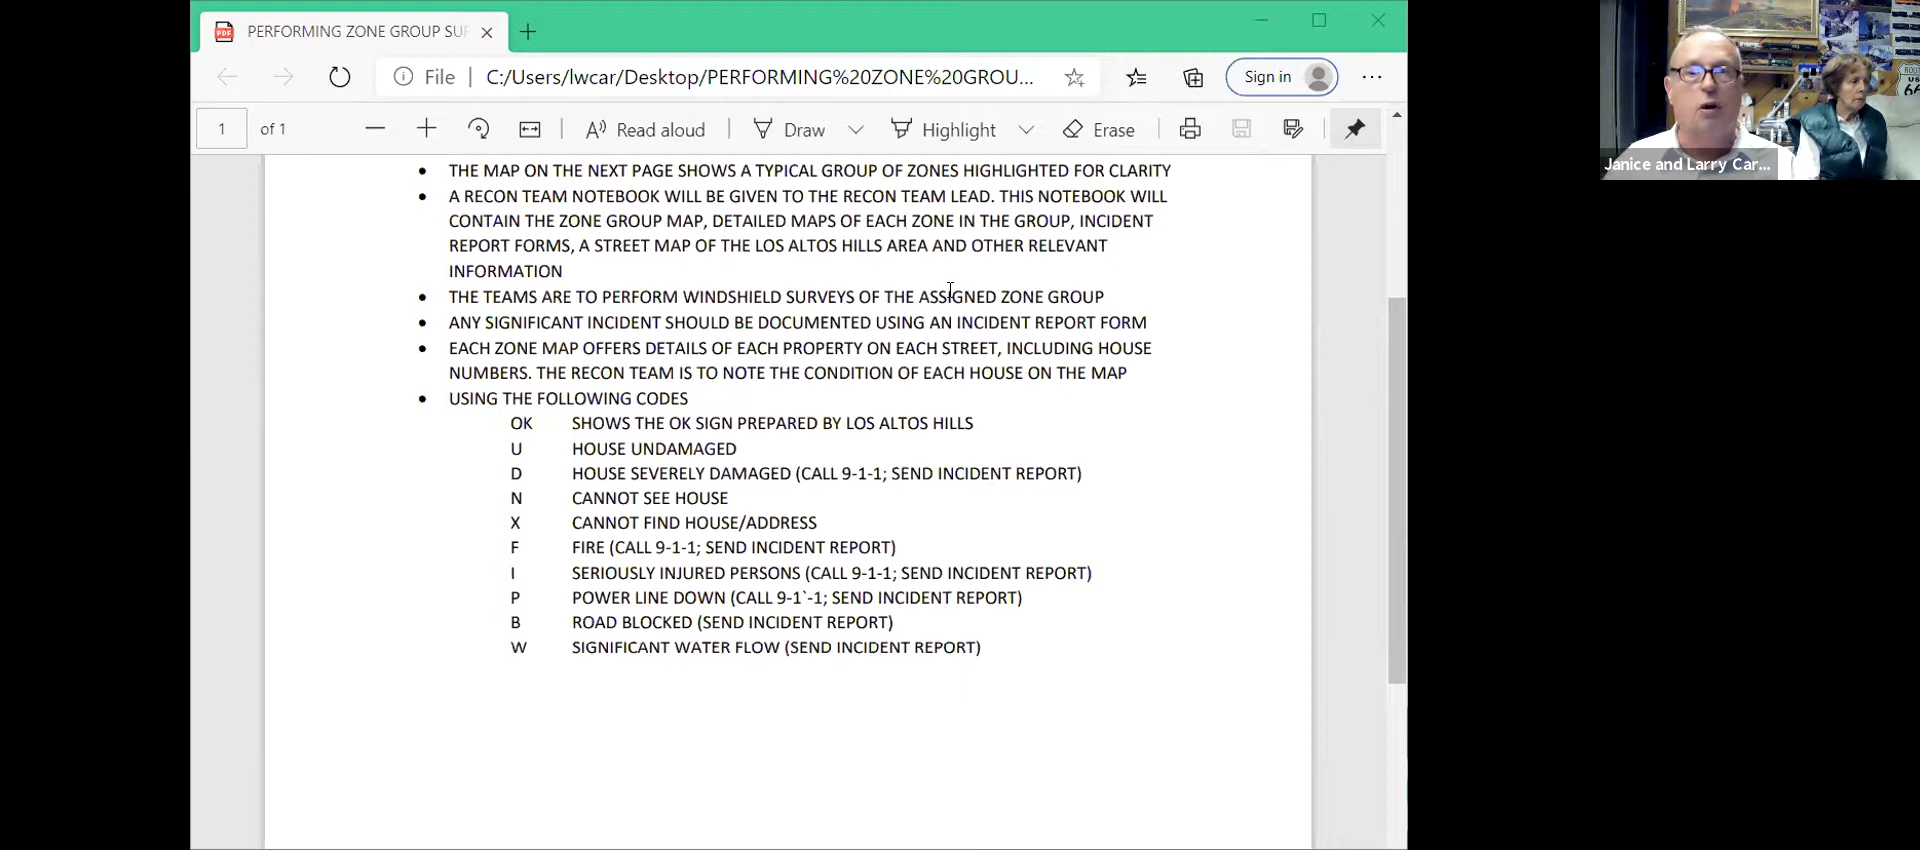 PERFORMING ZONE GROUP SUF
File C:/Users/lwcar/Desktop/PERFORMING%20ZONE%20GROU... Sign in
1 of 1 Read aloud Draw Highlight Erase
• THE MAP ON THE NEXT PAGE SHOWS A TYPICAL GROUP OF ZONES HIGHLIGHTED FOR CLARITY
• A RECON TEAM NOTEBOOK WILL BE GIVEN TO THE RECON TEAM LEAD. THIS NOTEBOOK WILL
CONTAIN THE ZONE GROUP MAP, DETAILED MAPS OF EACH ZONE IN THE GROUP, INCIDENT
REPORT FORMS, A STREET MAP OF THE LOS ALTOS HILLS AREA AND OTHER RELEVANT
INFORMATION
• THE TEAMS ARE TO PERFORM WINDSHIELD SURVEYS OF THE ASSIGNED ZONE GROUP
• ANY SIGNIFICANT INCIDENT SHOULD BE DOCUMENTED USING AN INCIDENT REPORT FORM
• EACH ZONE MAP OFFERS DETAILS OF EACH PROPERTY ON EACH STREET, INCLUDING HOUSE
NUMBERS. THE RECON TEAM IS TO NOTE THE CONDITION OF EACH HOUSE ON THE MAP
• USING THE FOLLOWING CODES
OK SHOWS THE OK SIGN PREPARED BY LOS ALTOS HILLS
U HOUSE UNDAMAGED
D HOUSE SEVERELY DAMAGED (CALL 9-1-1; SEND INCIDENT REPORT)
N CANNOT SEE HOUSE
X CANNOT FIND HOUSE/ADDRESS
F FIRE (CALL 9-1-1; SEND INCIDENT REPORT)
I SERIOUSLY INJURED PERSONS (CALL 9-1-1; SEND INCIDENT REPORT)
P POWER LINE DOWN (CALL 9-1`-1; SEND INCIDENT REPORT)
B ROAD BLOCKED (SEND INCIDENT REPORT)
W SIGNIFICANT WATER FLOW (SEND INCIDENT REPORT)
Janice and Larry Car...